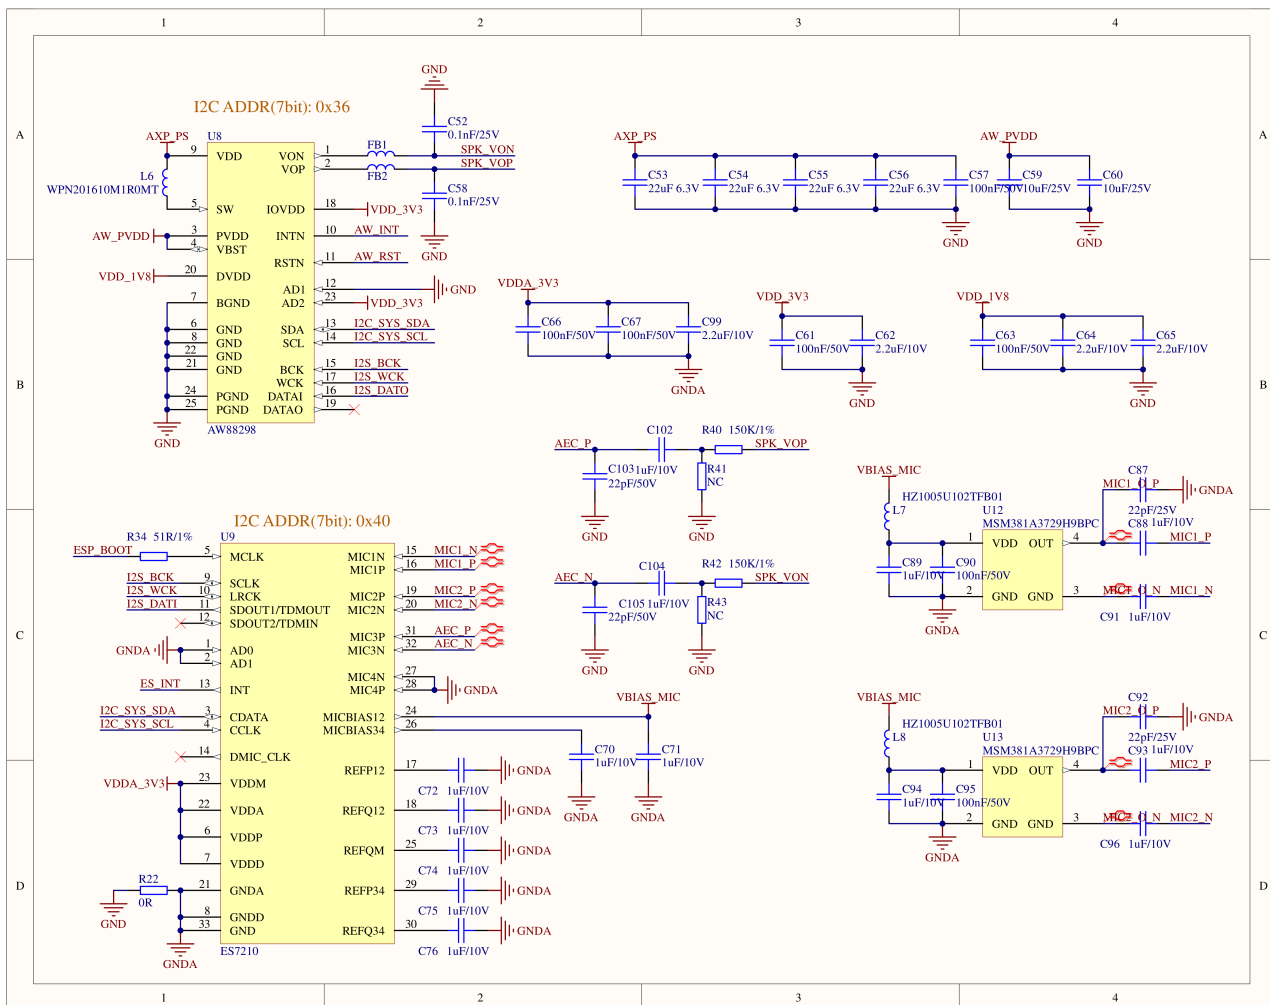 1 2 3 4
A A
B B
C C
D D
1 2 3 4
I2C ADDR(7bit): 0x36
U8
AXP_PS
L6
WPN201610M1R0MT
AW_PVDD
VDD_1V8
GND
9 VDD
5 SW
3 PVDD
4 VBST
20 DVDD
7 BGND
6 GND
8 GND
22 GND
21 GND
24 PGND
25 PGND
VON 1
VOP 2
IOVDD 18 VDD_3V3
INTN 10 AW_INT
RSTN 11 AW_RST
AD1 12 GND
AD2 23 VDD_3V3
SDA 13 I2C_SYS_SDA
SCL 14 I2C_SYS_SCL
BCK 15 I2S_BCK
WCK 17 I2S_WCK
DATAI 16 I2S_DATO
DATAO 19
AW88298
GND
C52
0.1nF/25V
FB1
SPK_VON
FB2
SPK_VOP
C58
0.1nF/25V
GND
AXP_PS
C53
22uF 6.3V
C54
22uF 6.3V
C55
22uF 6.3V
C56
22uF 6.3V
C57
100nF/50V
GND
AW_PVDD
C59
10uF/25V
C60
10uF/25V
GND
VDDA_3V3
C66
100nF/50V
C67
100nF/50V
C99
2.2uF/10V
GNDA
VDD_3V3
C61
100nF/50V
C62
2.2uF/10V
GND
VDD_1V8
C63
100nF/50V
C64
2.2uF/10V
C65
2.2uF/10V
GND
AEC_P
C102
1uF/10V
R40 150K/1%
SPK_VOP
C103
22pF/50V
R41
NC
GND
GND
AEC_N
C104
1uF/10V
R42 150K/1%
SPK_VON
C105
22pF/50V
R43
NC
GND
GND
VBIAS_MIC
HZ1005U102TFB01
L7
U12
MSM381A3729H9BPC
1 VDD OUT 4
2 GND GND 3
C89
1uF/10V
C90
100nF/50V
GNDA
C87
MIC1_O_P
22pF/25V
GNDA
C88 1uF/10V
MIC1_P
MIC1_O_N
MIC1_N
C91 1uF/10V
VBIAS_MIC
HZ1005U102TFB01
L8
U13
MSM381A3729H9BPC
1 VDD OUT 4
2 GND GND 3
C94
1uF/10V
C95
100nF/50V
GNDA
C92
MIC2_O_P
22pF/25V
GNDA
C93 1uF/10V
MIC2_P
MIC2_O_N
MIC2_N
C96 1uF/10V
I2C ADDR(7bit): 0x40
U9
R34 51R/1%
ESP_BOOT 5 MCLK
I2S_BCK 9 SCLK
I2S_WCK 10 LRCK
I2S_DATI 11 SDOUT1/TDMOUT
12 SDOUT2/TDMIN
GNDA 1 AD0
2 AD1
ES_INT 13 INT
I2C_SYS_SDA 3 CDATA
I2C_SYS_SCL 4 CCLK
14 DMIC_CLK
VDDA_3V3 23 VDDM
22 VDDA
6 VDDP
7 VDDD
R22
0R
21 GNDA
8 GNDD
33 GND
GND
GNDA
ES7210
MIC1N 15 MIC1_N
MIC1P 16 MIC1_P
MIC2P 19 MIC2_P
MIC2N 20 MIC2_N
MIC3P 31 AEC_P
MIC3N 32 AEC_N
MIC4N 27
MIC4P 28 GNDA
MICBIAS12 24
MICBIAS34 26
VBIAS_MIC
C70
1uF/10V
C71
1uF/10V
GNDA
GNDA
REFP12 17 GNDA
C72 1uF/10V
REFQ12 18 GNDA
C73 1uF/10V
REFQM 25 GNDA
C74 1uF/10V
REFP34 29 GNDA
C75 1uF/10V
REFQ34 30 GNDA
C76 1uF/10V